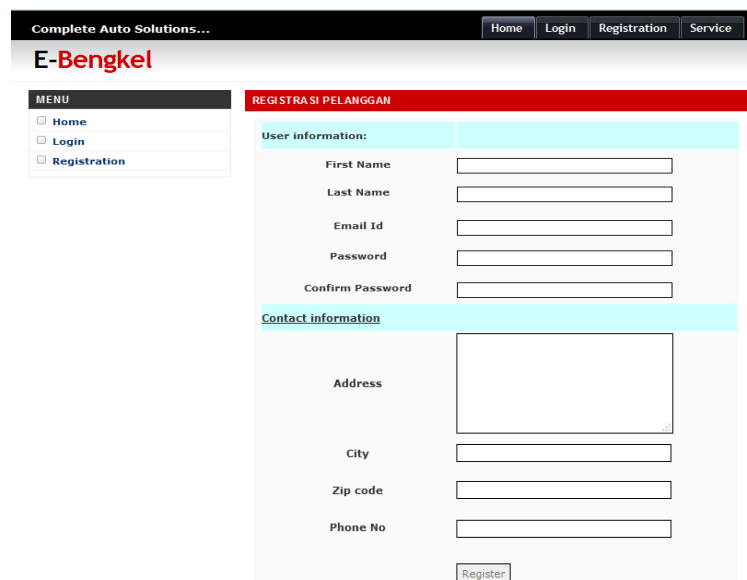 Complete Auto Solutions...
Home Login Registration Service
E-Bengkel
MENU
Home
Login
Registration
REGISTRASI PELANGGAN
User information:
First Name
Last Name
Email Id
Password
Confirm Password
Contact information
Address
City
Zip code
Phone No
Register